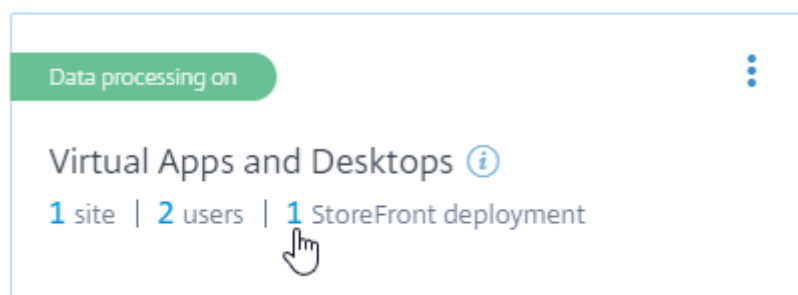 Data processing on
Virtual Apps and Desktops i
1 site | 2 users | 1 StoreFront deployment